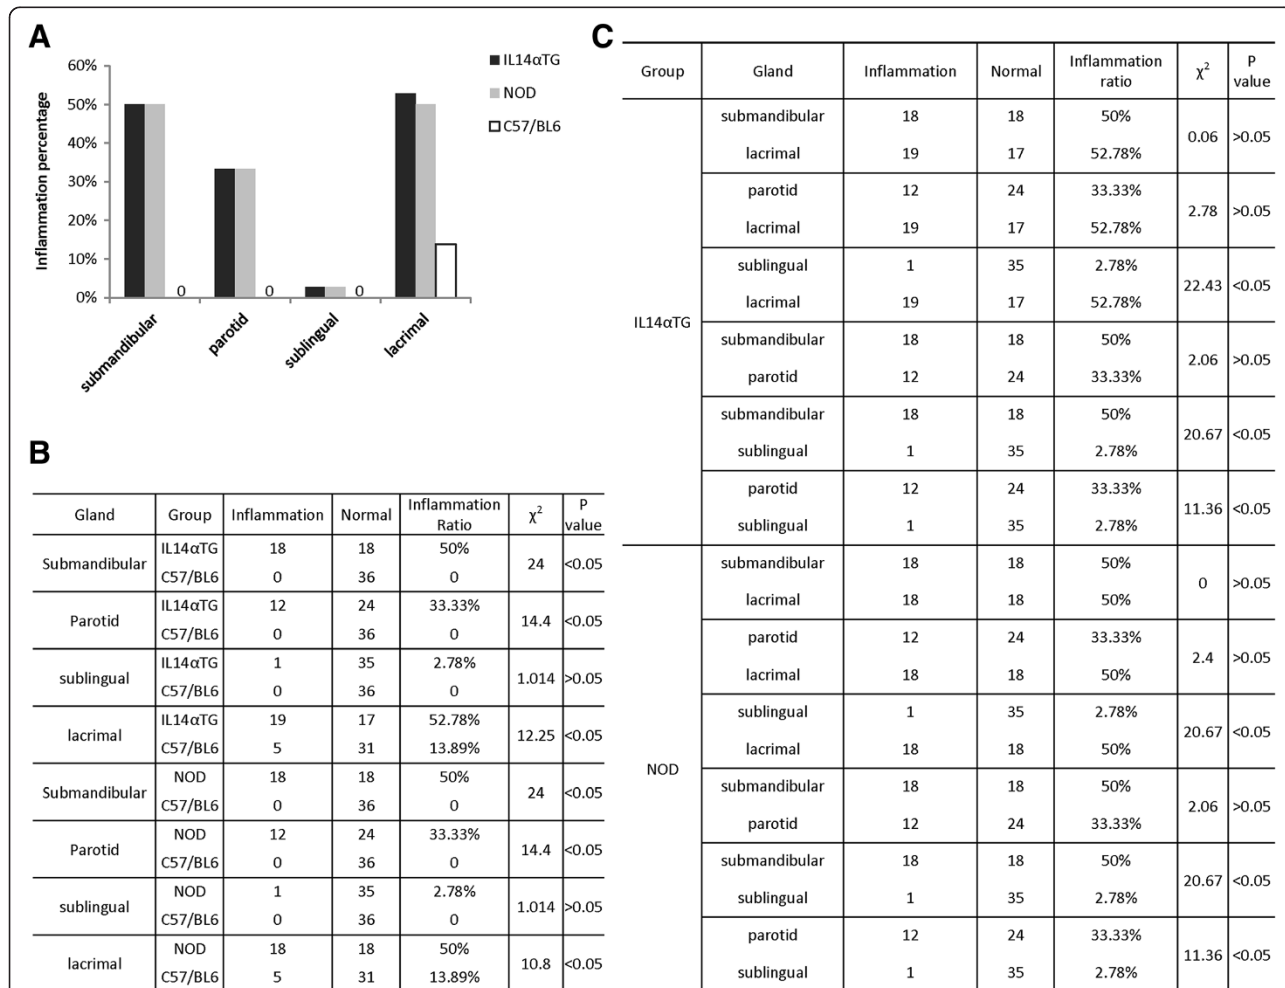 A
IL14αTG
NOD
C57/BL6
Inflammation percentage
60%
50%
40%
30%
20%
10%
0%
0 0 0
submandibular parotid sublingual lacrimal
B
Gland Group Inflammation Normal Inflammation Ratio χ² P value
Submandibular IL14αTG 18 18 50% 24 <0.05
C57/BL6 0 36 0
Parotid IL14αTG 12 24 33.33% 14.4 <0.05
C57/BL6 0 36 0
sublingual IL14αTG 1 35 2.78% 1.014 >0.05
C57/BL6 0 36 0
lacrimal IL14αTG 19 17 52.78% 12.25 <0.05
C57/BL6 5 31 13.89%
Submandibular NOD 18 18 50% 24 <0.05
C57/BL6 0 36 0
Parotid NOD 12 24 33.33% 14.4 <0.05
C57/BL6 0 36 0
sublingual NOD 1 35 2.78% 1.014 >0.05
C57/BL6 0 36 0
lacrimal NOD 18 18 50% 10.8 <0.05
C57/BL6 5 31 13.89%
C
Group Gland Inflammation Normal Inflammation ratio χ² P value
IL14αTG
submandibular 18 18 50% 0.06 >0.05
lacrimal 19 17 52.78%
parotid 12 24 33.33% 2.78 >0.05
lacrimal 19 17 52.78%
sublingual 1 35 2.78% 22.43 <0.05
lacrimal 19 17 52.78%
submandibular 18 18 50% 2.06 >0.05
parotid 12 24 33.33%
submandibular 18 18 50% 20.67 <0.05
sublingual 1 35 2.78%
parotid 12 24 33.33% 11.36 <0.05
sublingual 1 35 2.78%
NOD
submandibular 18 18 50% 0 >0.05
lacrimal 18 18 50%
parotid 12 24 33.33% 2.4 >0.05
lacrimal 18 18 50%
sublingual 1 35 2.78% 20.67 <0.05
lacrimal 18 18 50%
submandibular 18 18 50% 2.06 >0.05
parotid 12 24 33.33%
submandibular 18 18 50% 20.67 <0.05
sublingual 1 35 2.78%
parotid 12 24 33.33% 11.36 <0.05
sublingual 1 35 2.78%